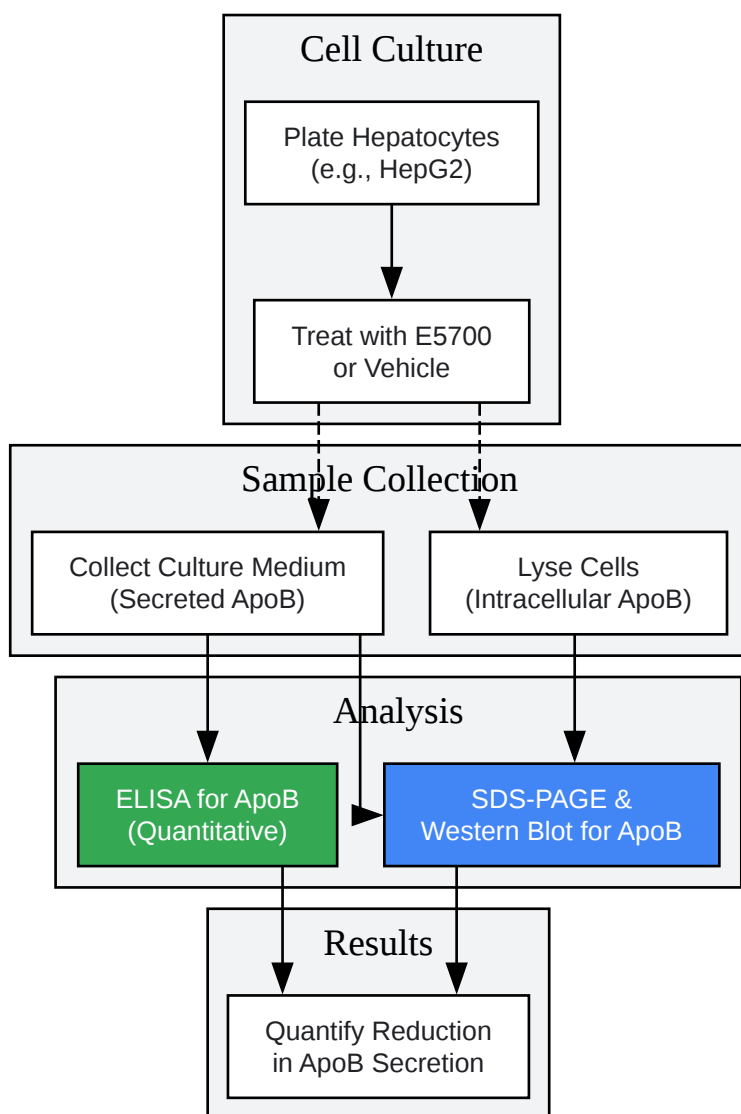 Cell Culture
Plate Hepatocytes
(e.g., HepG2)
Treat with E5700
or Vehicle
Sample Collection
Collect Culture Medium
(Secreted ApoB)
Lyse Cells
(Intracellular ApoB)
Analysis
ELISA for ApoB
(Quantitative)
SDS-PAGE &
Western Blot for ApoB
Results
Quantify Reduction
in ApoB Secretion